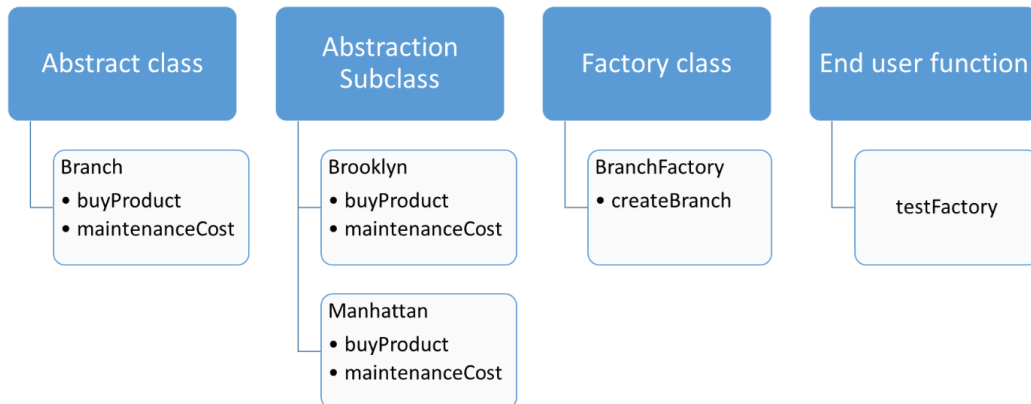 Abstract class
Branch
• buyProduct
• maintenanceCost
Abstraction
Subclass
Brooklyn
• buyProduct
• maintenanceCost
Manhattan
• buyProduct
• maintenanceCost
Factory class
BranchFactory
• createBranch
End user function
testFactory